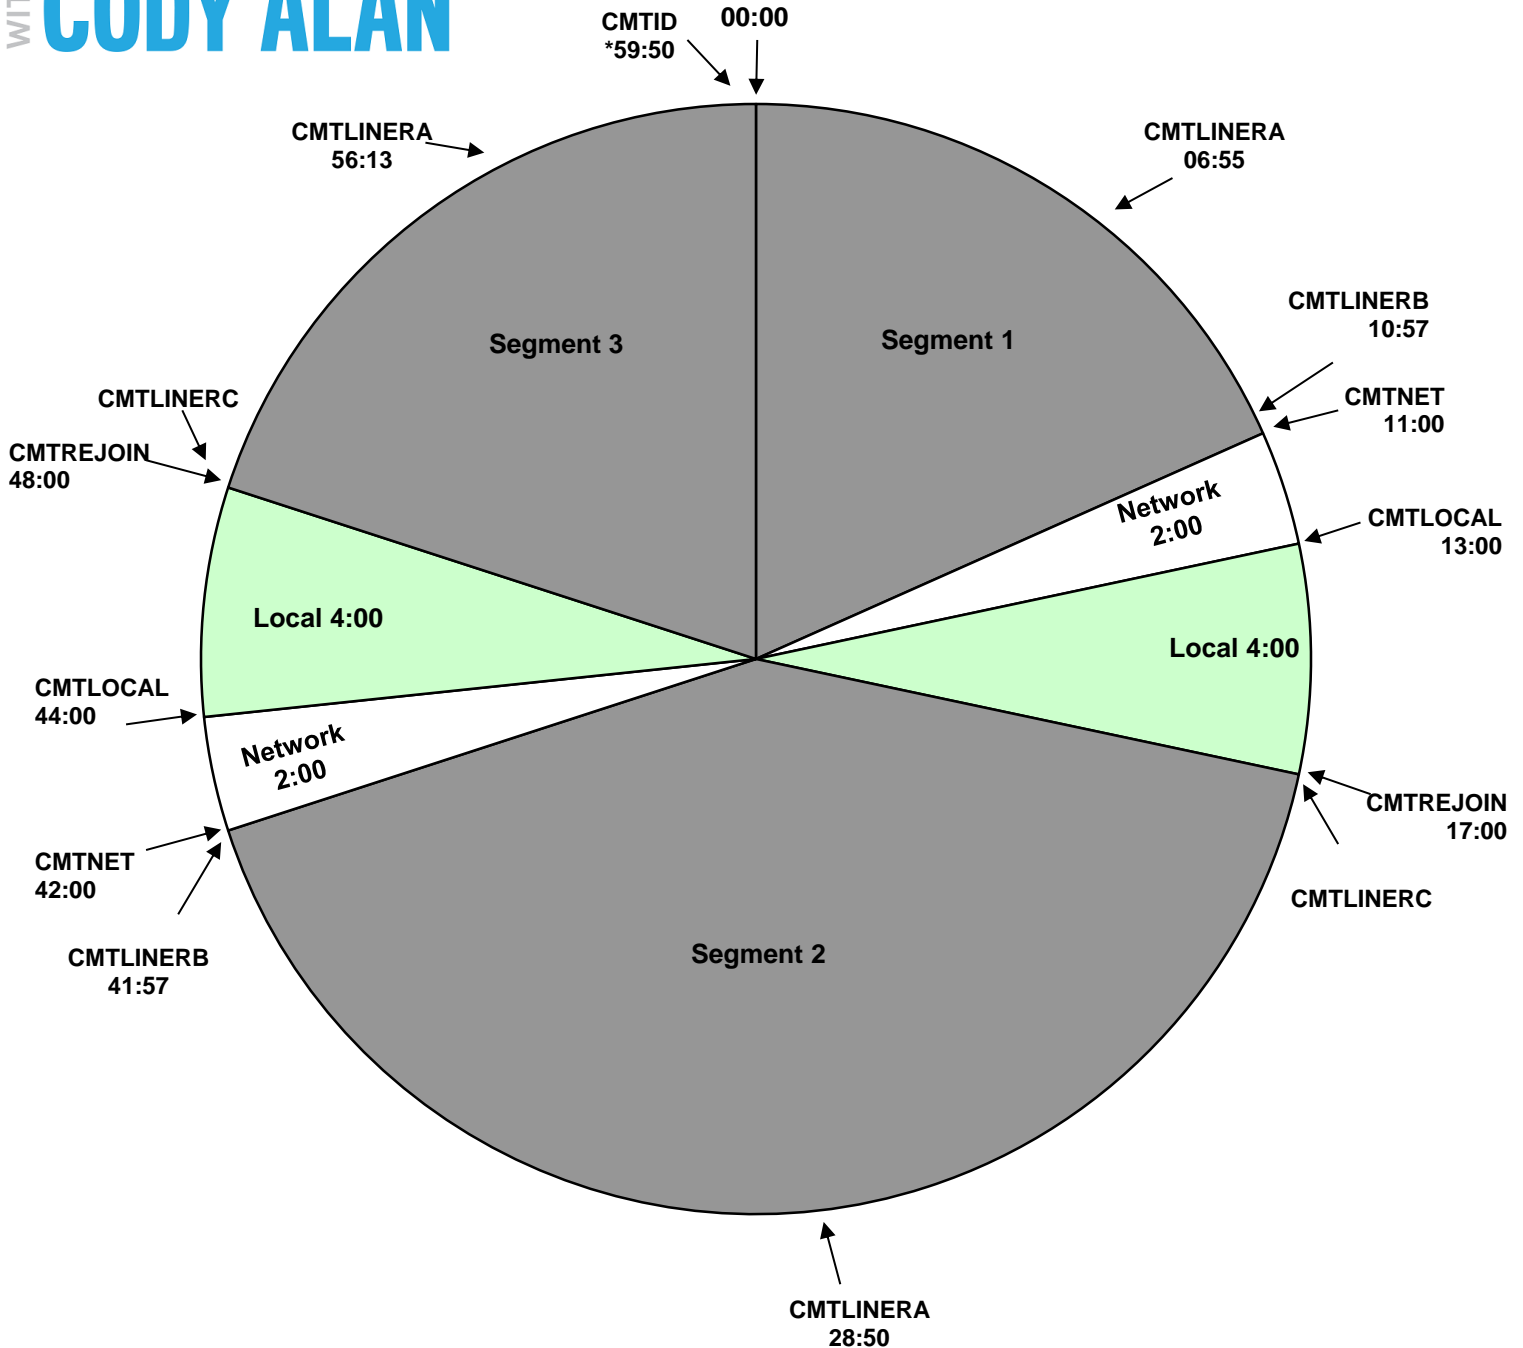 CODY ALAN
CMTID
*59:50
00:00
CMTLINERA
56:13
CMTLINERA
06:55
CMTLINERB
10:57
CMTNET
11:00
CMTLOCAL
13:00
CMTREJOIN
17:00
CMTLINERC
CMTLINERA
28:50
CMTLINERB
41:57
CMTNET
42:00
CMTLOCAL
44:00
CMTREJOIN
48:00
CMTLINERC
Segment 3
Segment 1
Network
2:00
Local 4:00
Local 4:00
Network
2:00
Segment 2